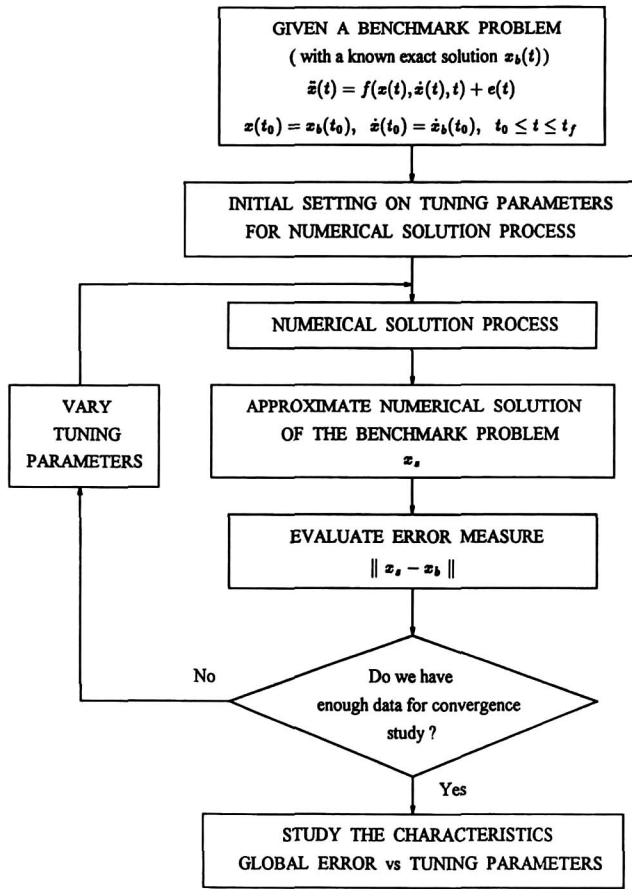 GIVEN A BENCHMARK PROBLEM
( with a known exact solution x_b(t))
ẍ(t) = f(x(t), ẋ(t), t) + e(t)
x(t_0) = x_b(t_0), ẋ(t_0) = ẋ_b(t_0), t_0 ≤ t ≤ t_f
INITIAL SETTING ON TUNING PARAMETERS
FOR NUMERICAL SOLUTION PROCESS
NUMERICAL SOLUTION PROCESS
VARY
TUNING
PARAMETERS
APPROXIMATE NUMERICAL SOLUTION
OF THE BENCHMARK PROBLEM
x_s
EVALUATE ERROR MEASURE
‖ x_s − x_b ‖
No
Do we have
enough data for convergence
study ?
Yes
STUDY THE CHARACTERISTICS
GLOBAL ERROR vs TUNING PARAMETERS